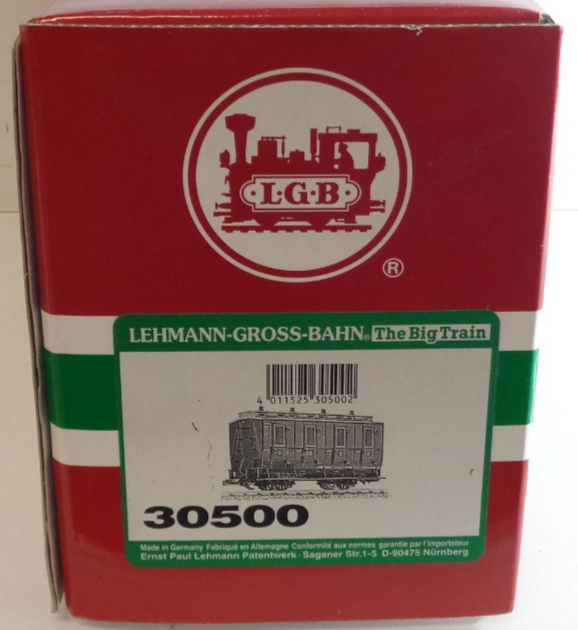 L·G·B
®
LEHMANN-GROSS-BAHN® The Big Train
4 011525 305002
30500
Made in Germany Fabriqué en Allemagne Conformité aux normes garantie par l'importateur
Ernst Paul Lehmann Patentwerk · Saganer Str. 1-5 D-90475 Nürnberg